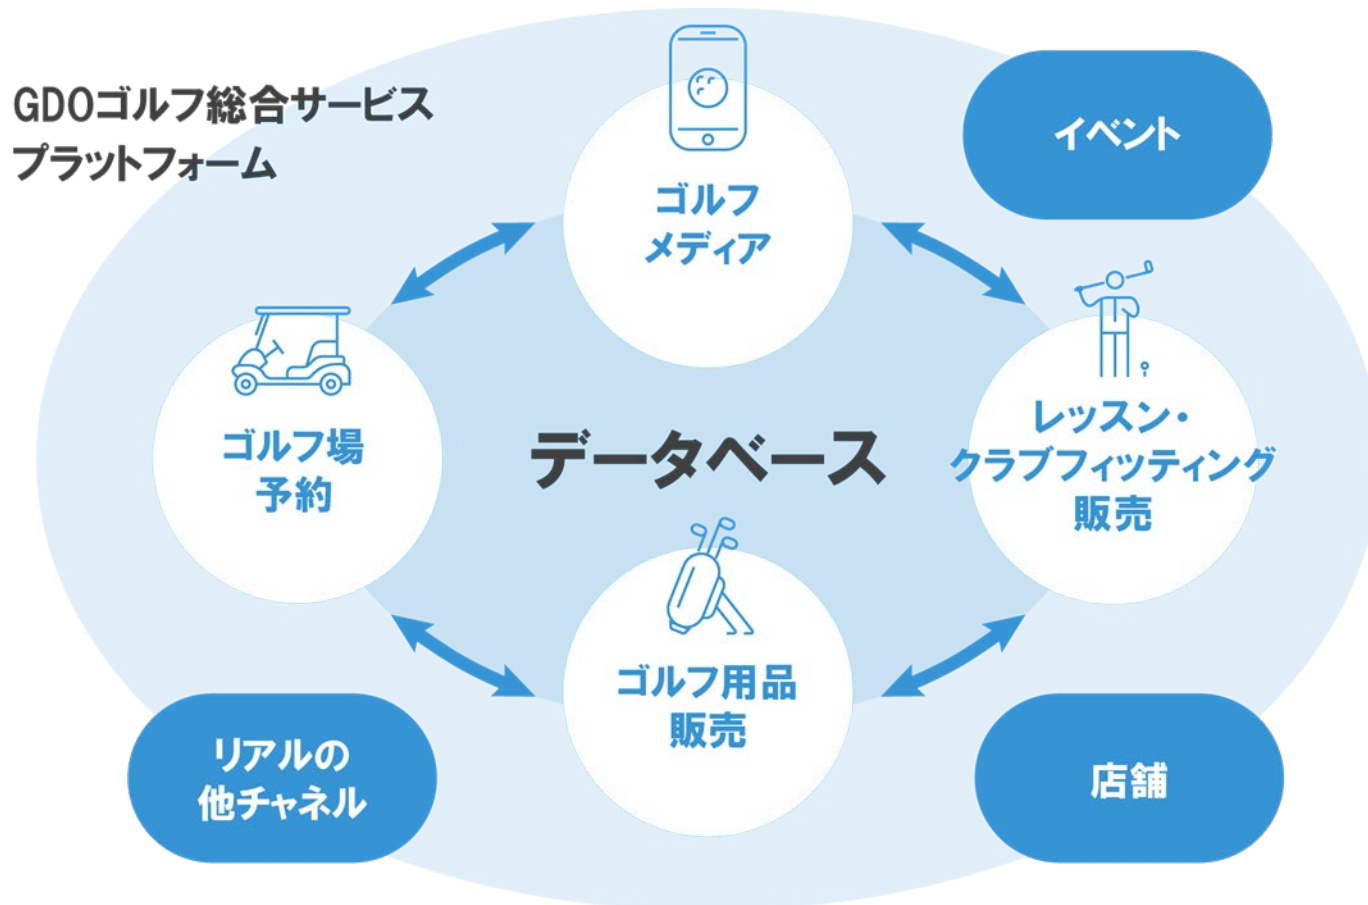 GDOゴルフ総合サービス
プラットフォーム
ゴルフ
メディア
イベント
ゴルフ場
予約
データベース
レッスン・
クラブフィッティング
販売
ゴルフ用品
販売
リアルの
他チャネル
店舗